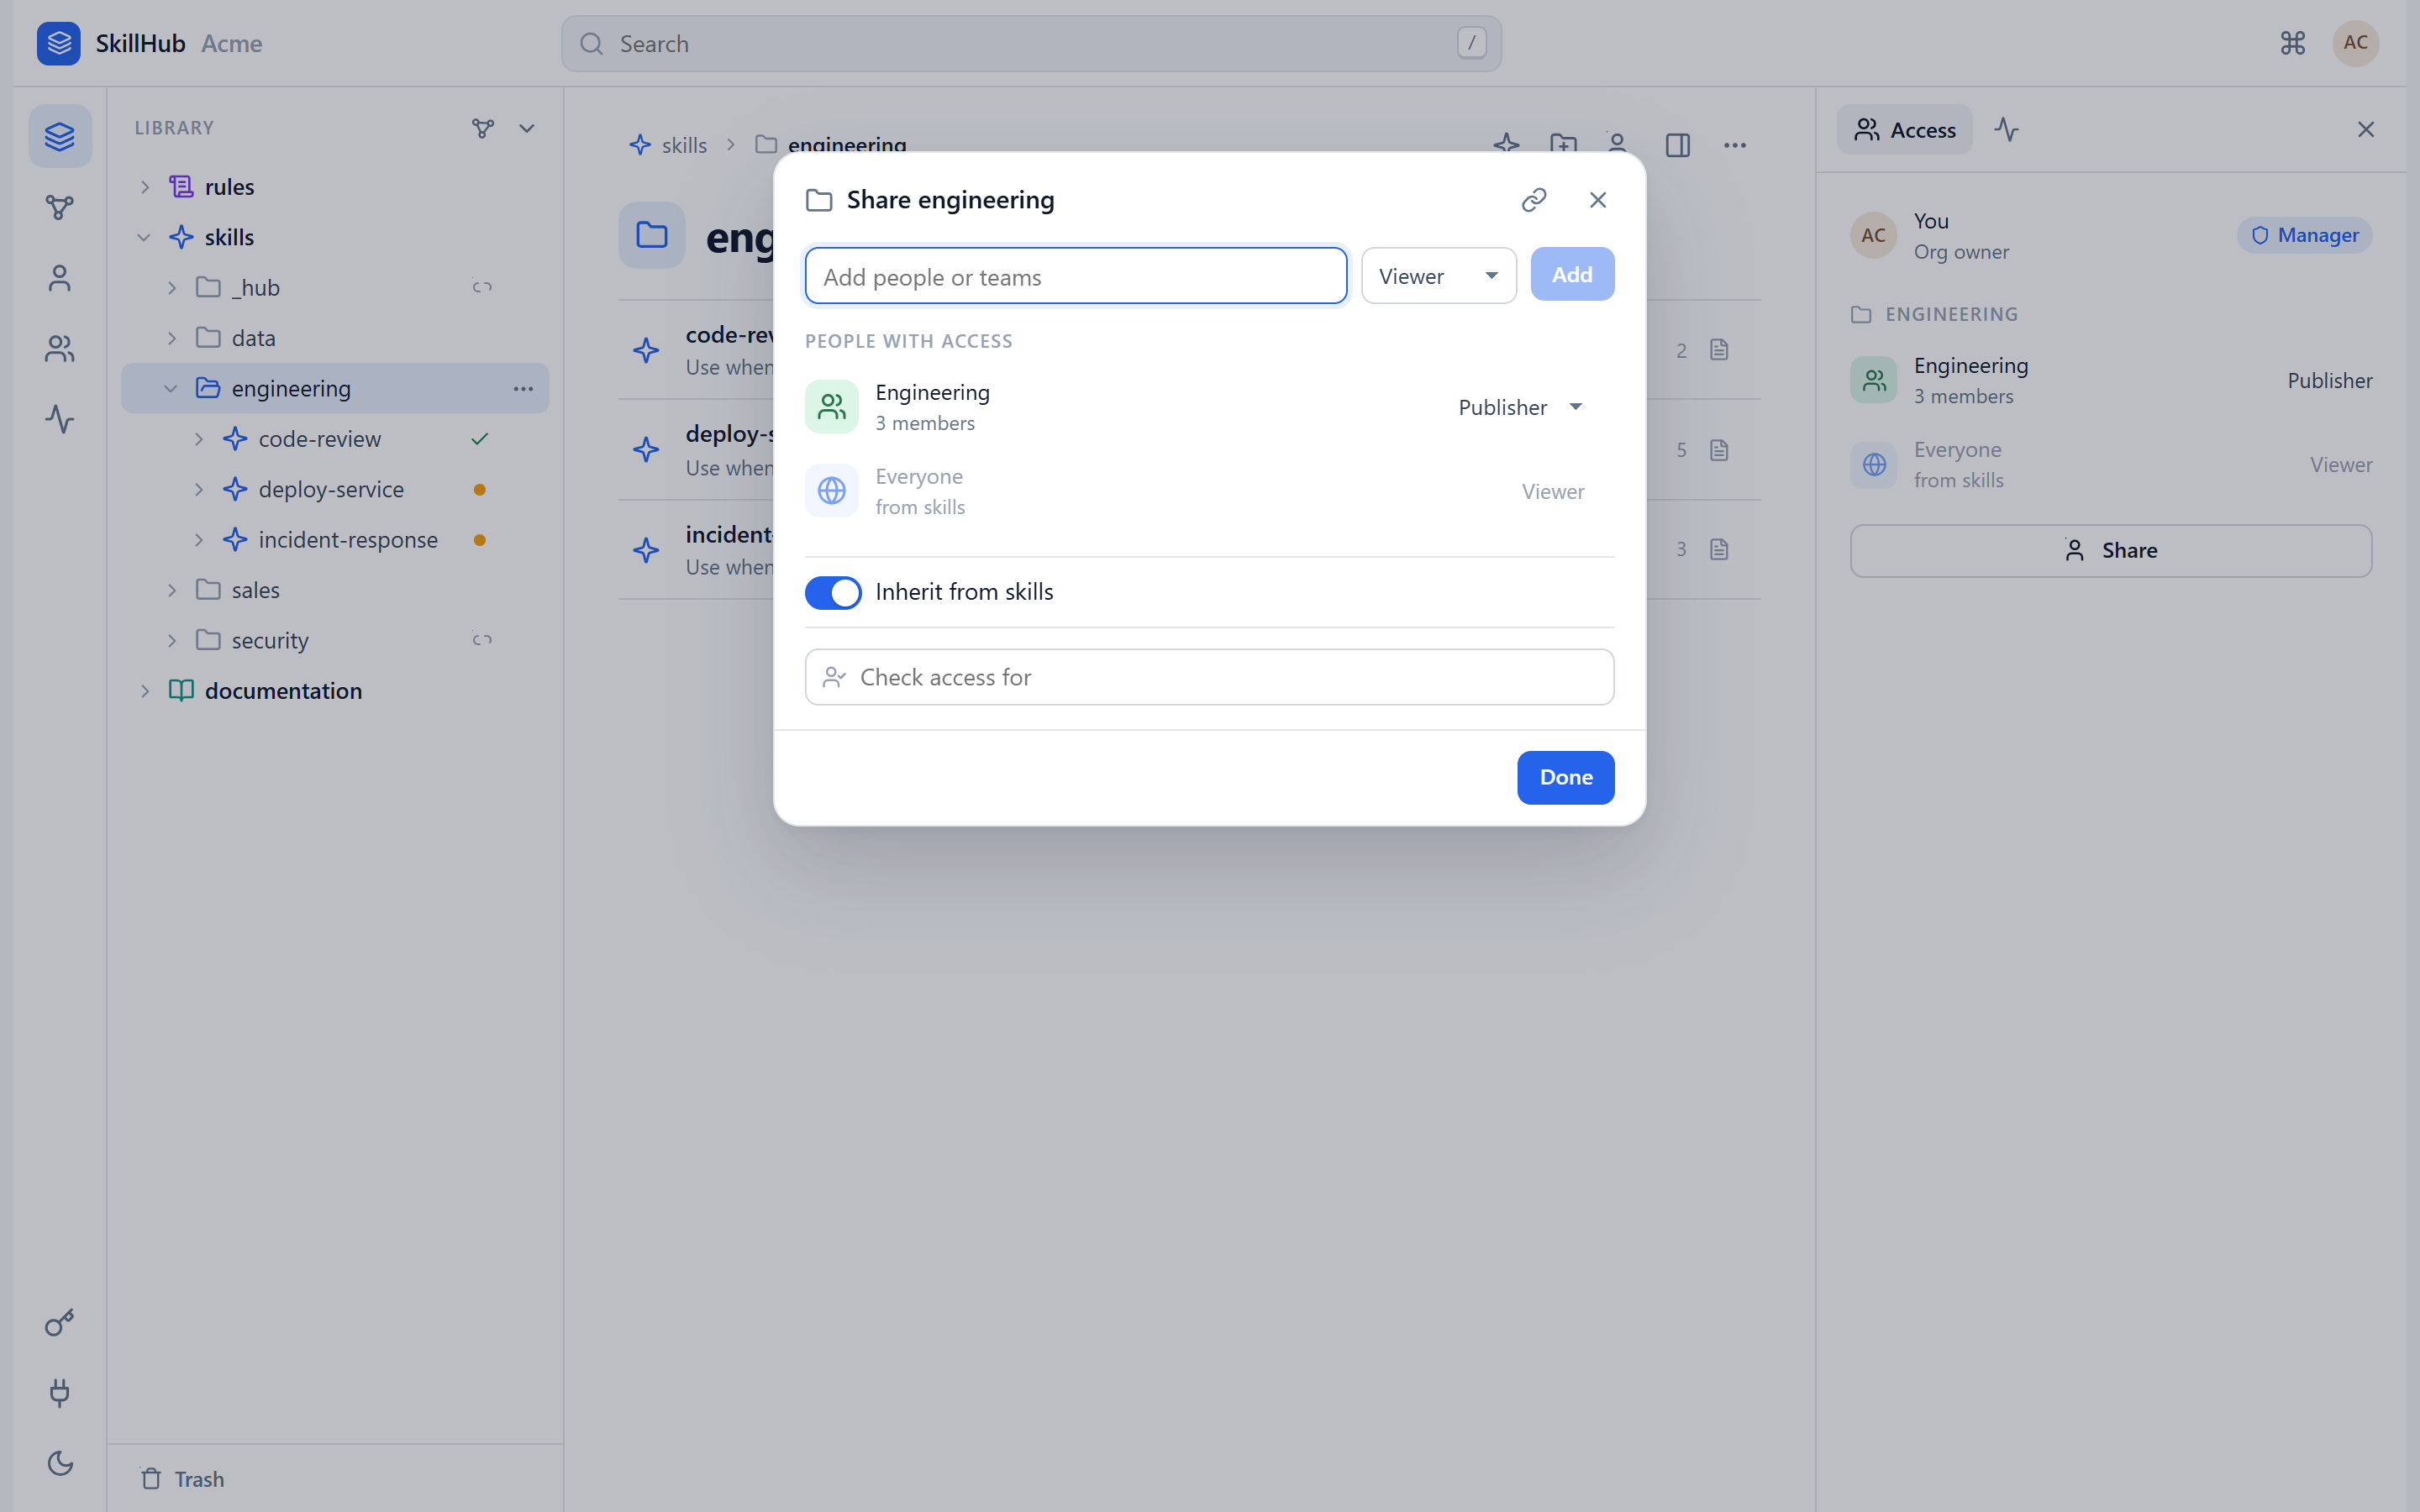 SkillHub Acme
Search
/
AC
LIBRARY
rules
skills
_hub
data
engineering
code-review
deploy-service
incident-response
sales
security
documentation
Trash
skills
engineering
eng
code-rev
Use when
2
deploy-s
Use when
5
incident-
Use when
3
Share engineering
Add people or teams
Viewer
Add
PEOPLE WITH ACCESS
Engineering
3 members
Publisher
Everyone
from skills
Viewer
Inherit from skills
Check access for
Done
Access
AC
You
Org owner
Manager
ENGINEERING
Engineering
3 members
Publisher
Everyone
from skills
Viewer
Share